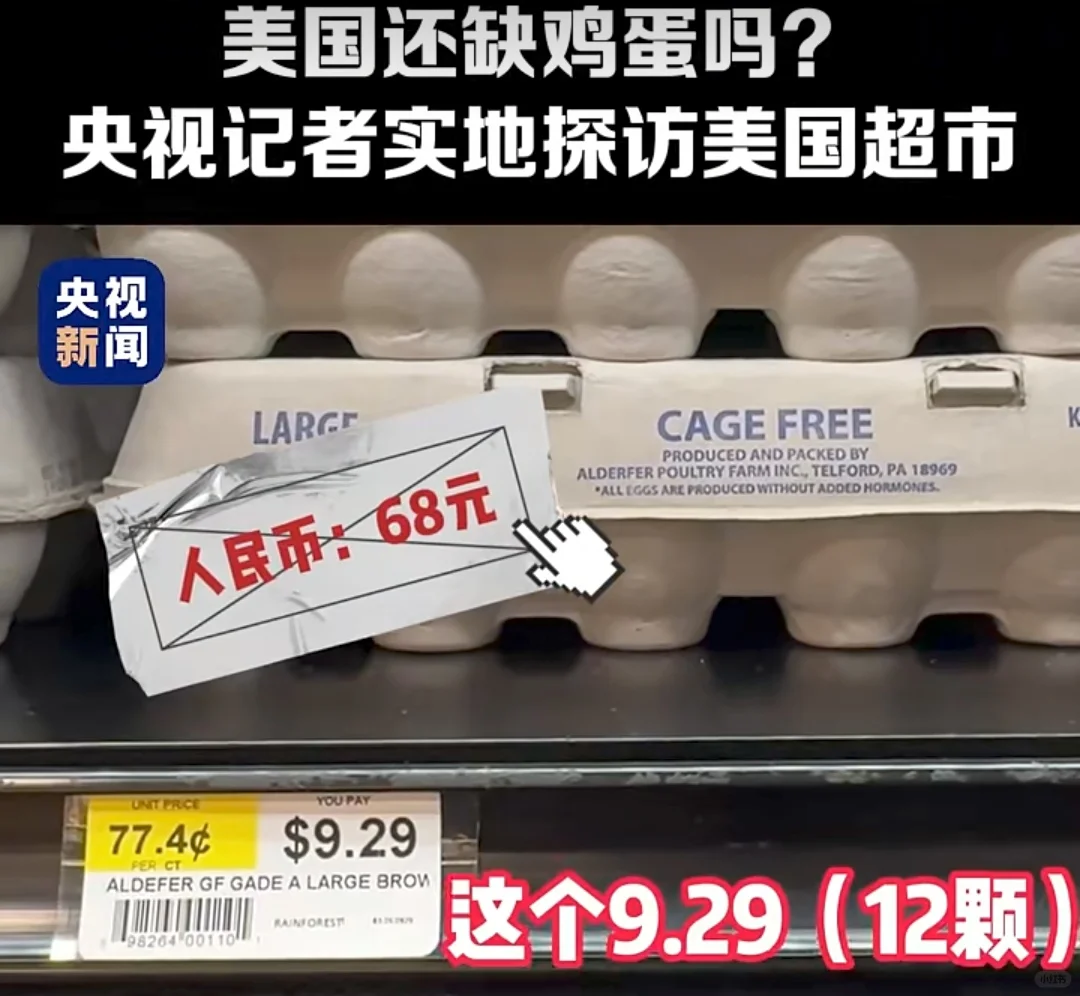 美国还缺鸡蛋吗？
央视记者实地探访美国超市
央视
新闻
LARGE
CAGE FREE
PRODUCED AND PACKED BY
ALDERFER POULTRY FARM INC., TELFORD, PA 18969
*ALL EGGS ARE PRODUCED WITHOUT ADDED HORMONES.
K
人民币：68元
UNIT PRICE
YOU PAY
77.4¢
$9.29
PER CT
ALDEFER GF GADE A LARGE BROW
RAINFOREST
98264 00110
这个9.29（12颗）